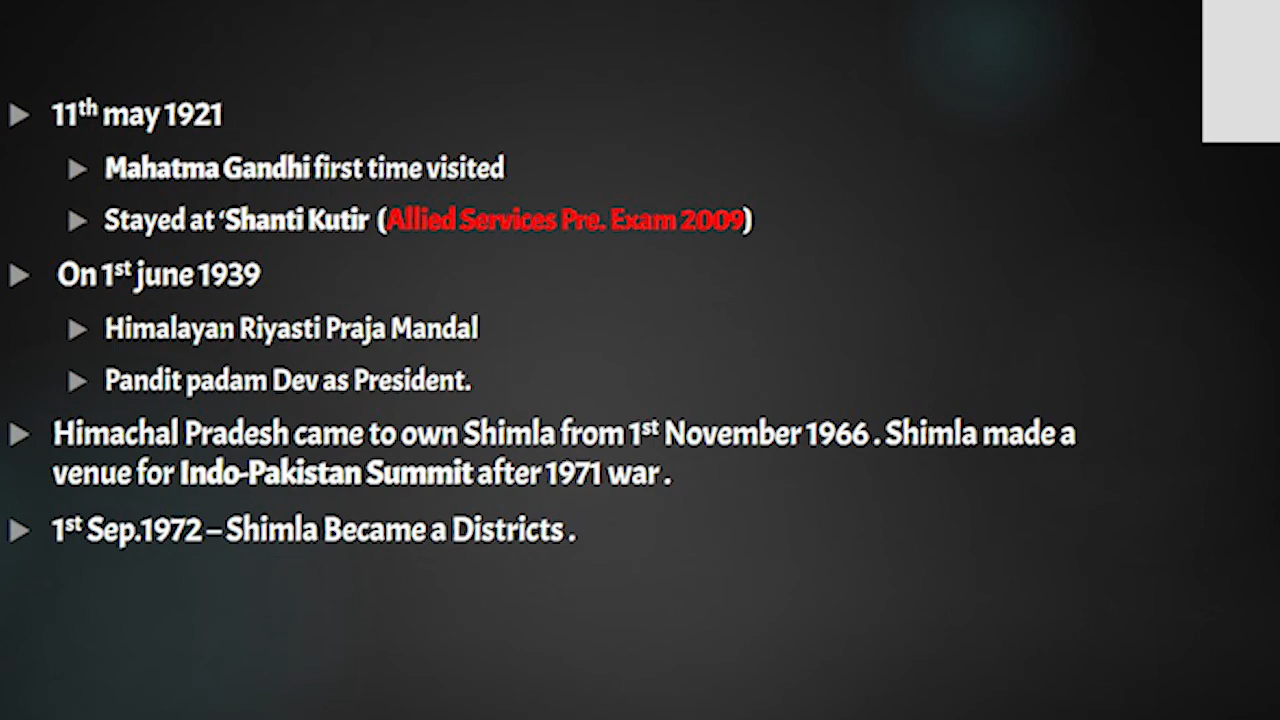 11th may 1921
Mahatma Gandhi first time visited
Stayed at ‘Shanti Kutir (Allied Services Pre. Exam 2009)
On 1st june 1939
Himalayan Riyasti Praja Mandal
Pandit padam Dev as President.
Himachal Pradesh came to own Shimla from 1st November 1966 . Shimla made a
venue for Indo-Pakistan Summit after 1971 war .
1st Sep.1972 – Shimla Became a Districts .